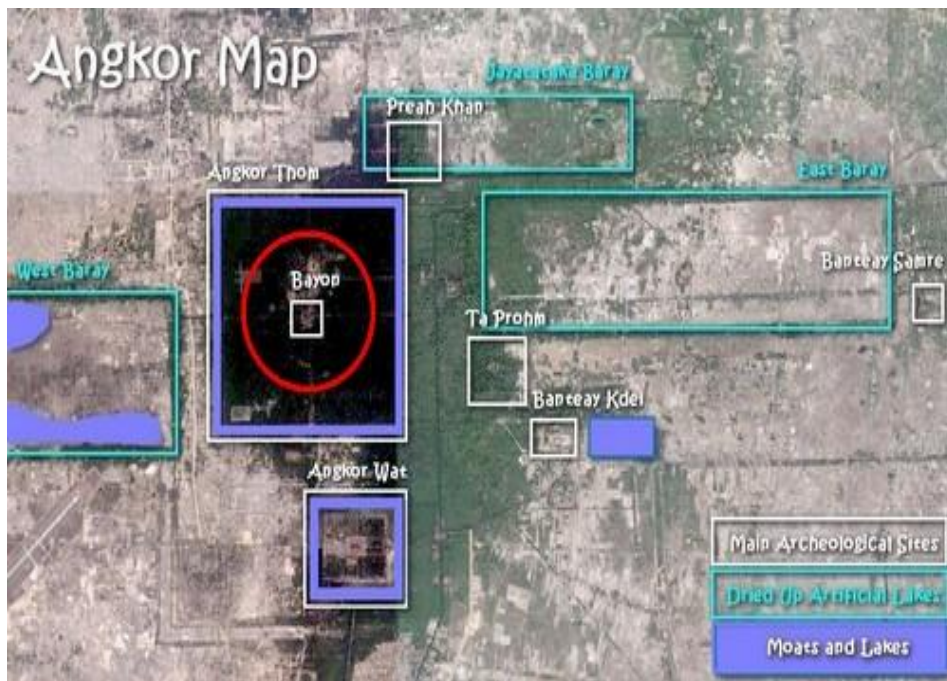 Angkor Map
Jayatataka Baray
Preah Khan
Angkor Thom
East Baray
West Baray
Banteay Samre
Bayon
Ta Prohm
Banteay Kdei
Angkor Wat
Main Archeological Sites
Dried Up Artificial Lakes
Moats and Lakes